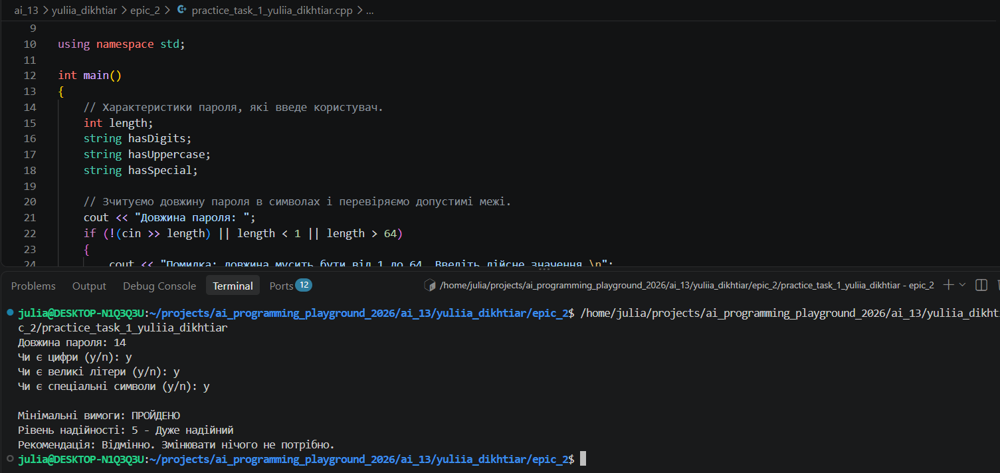 ai_13 > yuliia_dikhtiar > epic_2 > practice_task_1_yuliia_dikhtiar.cpp > ...
9
10 using namespace std;
11
12 int main()
13 {
14 // Характеристики пароля, які введе користувач.
15 int length;
16 string hasDigits;
17 string hasUppercase;
18 string hasSpecial;
19
20 // Зчитуємо довжину пароля в символах і перевіряємо допустимі межі.
21 cout << "Довжина пароля: ";
22 if (!(cin >> length) || length < 1 || length > 64)
23 {
24 cout << "Помилка: довжина мусить бути від 1 до 64. Введіть дійсне значення.\n";
Problems Output Debug Console Terminal Ports 12 /home/julia/projects/ai_programming_playground_2026/ai_13/yuliia_dikhtiar/epic_2/practice_task_1_yuliia_dikhtiar - epic_2
julia@DESKTOP-N1Q3Q3U:~/projects/ai_programming_playground_2026/ai_13/yuliia_dikhtiar/epic_2$ /home/julia/projects/ai_programming_playground_2026/ai_13/yuliia_dikhti
c_2/practice_task_1_yuliia_dikhtiar
Довжина пароля: 14
Чи є цифри (y/n): y
Чи є великі літери (y/n): y
Чи є спеціальні символи (y/n): y
Мінімальні вимоги: ПРОЙДЕНО
Рівень надійності: 5 - Дуже надійний
Рекомендація: Відмінно. Змінювати нічого не потрібно.
julia@DESKTOP-N1Q3Q3U:~/projects/ai_programming_playground_2026/ai_13/yuliia_dikhtiar/epic_2$